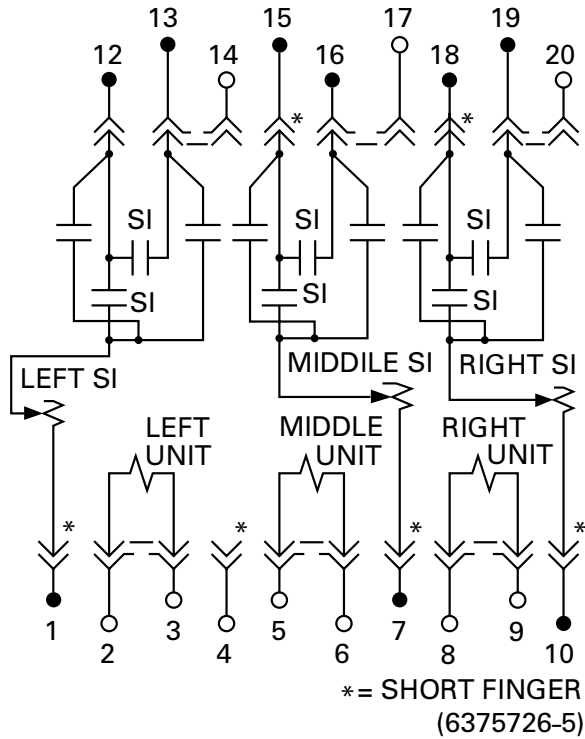 13 15 17 19
12 14 16 18 20
* *
SI SI SI
SI SI SI
LEFT SI MIDDILE SI RIGHT SI
LEFT UNIT
MIDDLE UNIT
RIGHT UNIT
* * * *
1 3 5 7 9
2 4 6 8 10
*= SHORT FINGER
(6375726-5)